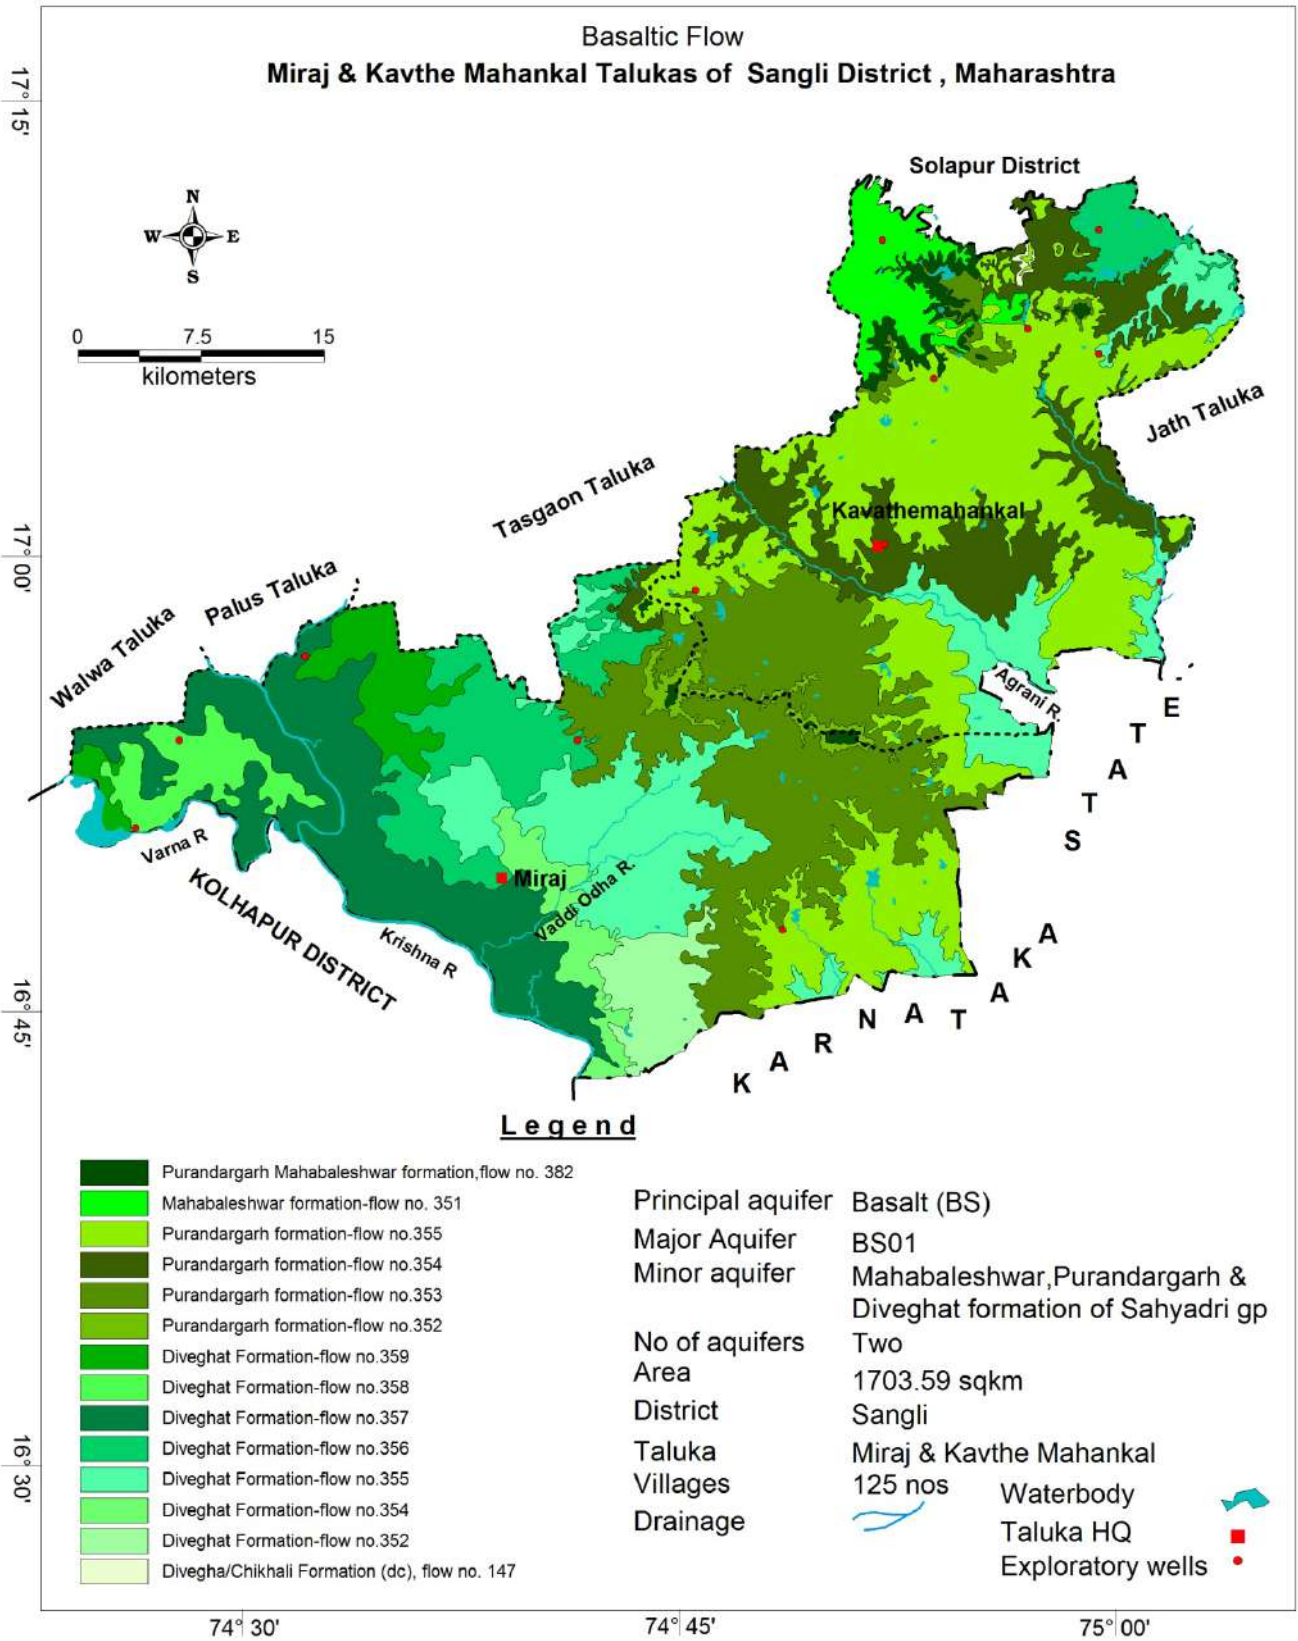 Basaltic Flow
Miraj & Kavthe Mahankal Talukas of Sangli District , Maharashtra
17° 15'
Solapur District
N
W E
S
0 7.5 15
kilometers
Jath Taluka
Tasgaon Taluka
Kavathemahankal
17° 00'
Palus Taluka
Walwa Taluka
Agrani R.
Varna R
Miraj
Vaddi Odha R.
KOLHAPUR DISTRICT
Krishna R
16° 45'
KARNATAKA STATE
Legend
Purandargarh Mahabaleshwar formation,flow no. 382
Mahabaleshwar formation-flow no. 351
Purandargarh formation-flow no.355
Purandargarh formation-flow no.354
Purandargarh formation-flow no.353
Purandargarh formation-flow no.352
Diveghat Formation-flow no.359
Diveghat Formation-flow no.358
Diveghat Formation-flow no.357
Diveghat Formation-flow no.356
Diveghat Formation-flow no.355
Diveghat Formation-flow no.354
Diveghat Formation-flow no.352
Divegha/Chikhali Formation (dc), flow no. 147
Principal aquifer Basalt (BS)
Major Aquifer BS01
Minor aquifer Mahabaleshwar,Purandargarh &
Diveghat formation of Sahyadri gp
No of aquifers Two
Area 1703.59 sqkm
District Sangli
Taluka Miraj & Kavthe Mahankal
Villages 125 nos
Drainage
Waterbody
Taluka HQ
Exploratory wells
16° 30'
74° 30' 74° 45' 75° 00'